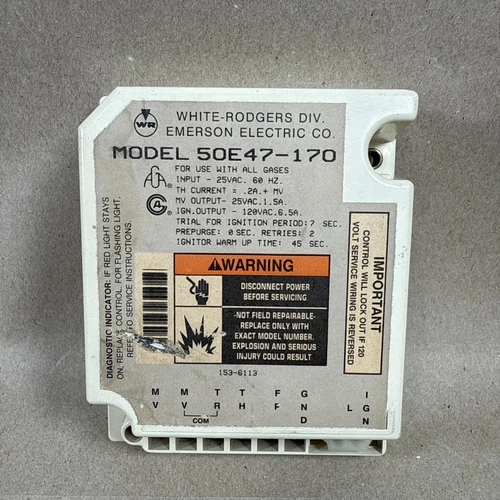 WR
WHITE-RODGERS DIV.
EMERSON ELECTRIC CO.
MODEL 50E47-170
FOR USE WITH ALL GASES
INPUT - 25VAC. 60 HZ.
TH CURRENT = .2A.+ MV
MV OUTPUT- 25VAC.1.5A.
IGN.OUTPUT - 120VAC.6.5A.
TRIAL FOR IGNITION PERIOD:7 SEC.
PREPURGE: 0 SEC. RETRIES: 2
IGNITOR WARM UP TIME: 45 SEC.
WARNING
DISCONNECT POWER
BEFORE SERVICING
-NOT FIELD REPAIRABLE-
REPLACE ONLY WITH
EXACT MODEL NUMBER.
EXPLOSION AND SERIOUS
INJURY COULD RESULT
153-6113
DIAGNOSTIC INDICATOR: IF RED LIGHT STAYS
ON, REPLACE CONTROL. FOR FLASHING LIGHT,
REFER TO SERVICE INSTRUCTIONS.
IMPORTANT
CONTROL WILL LOCK OUT IF 120
VOLT SERVICE WIRING IS REVERSED
M M T T F G I
V V R H F N L G
COM D N